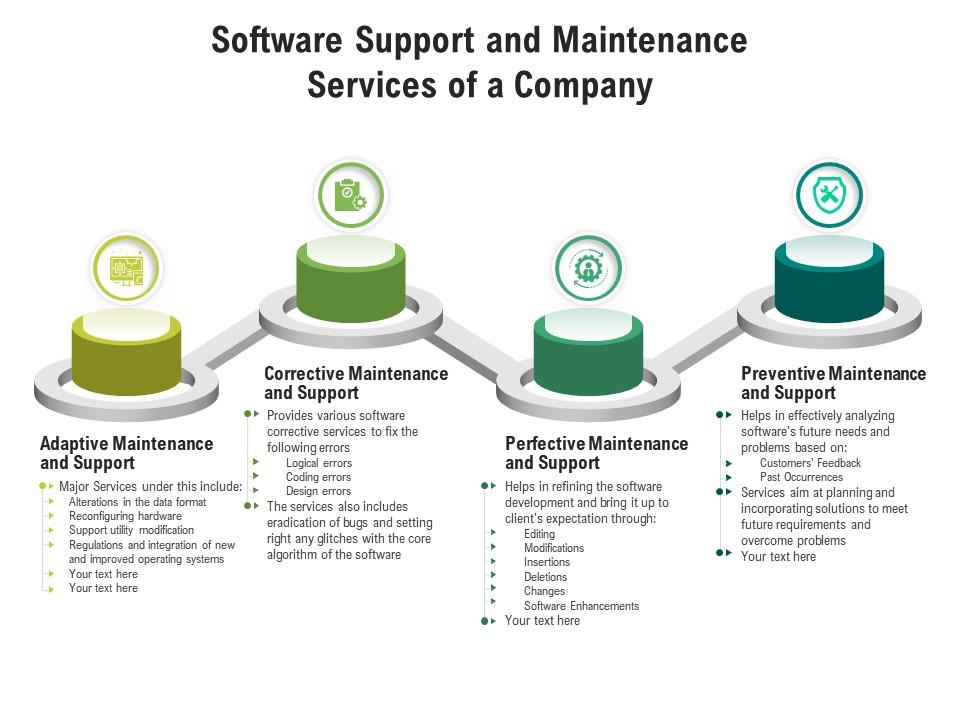 Software Support and Maintenance
Services of a Company
Adaptive Maintenance
and Support
Major Services under this include:
Alterations in the data format
Reconfiguring hardware
Support utility modification
Regulations and integration of new
and improved operating systems
Your text here
Your text here
Corrective Maintenance
and Support
Provides various software
corrective services to fix the
following errors
Logical errors
Coding errors
Design errors
The services also includes
eradication of bugs and setting
right any glitches with the core
algorithm of the software
Perfective Maintenance
and Support
Helps in refining the software
development and bring it up to
client's expectation through:
Editing
Modifications
Insertions
Deletions
Changes
Software Enhancements
Your text here
Preventive Maintenance
and Support
Helps in effectively analyzing
software's future needs and
problems based on:
Customers' Feedback
Past Occurrences
Services aim at planning and
incorporating solutions to meet
future requirements and
overcome problems
Your text here